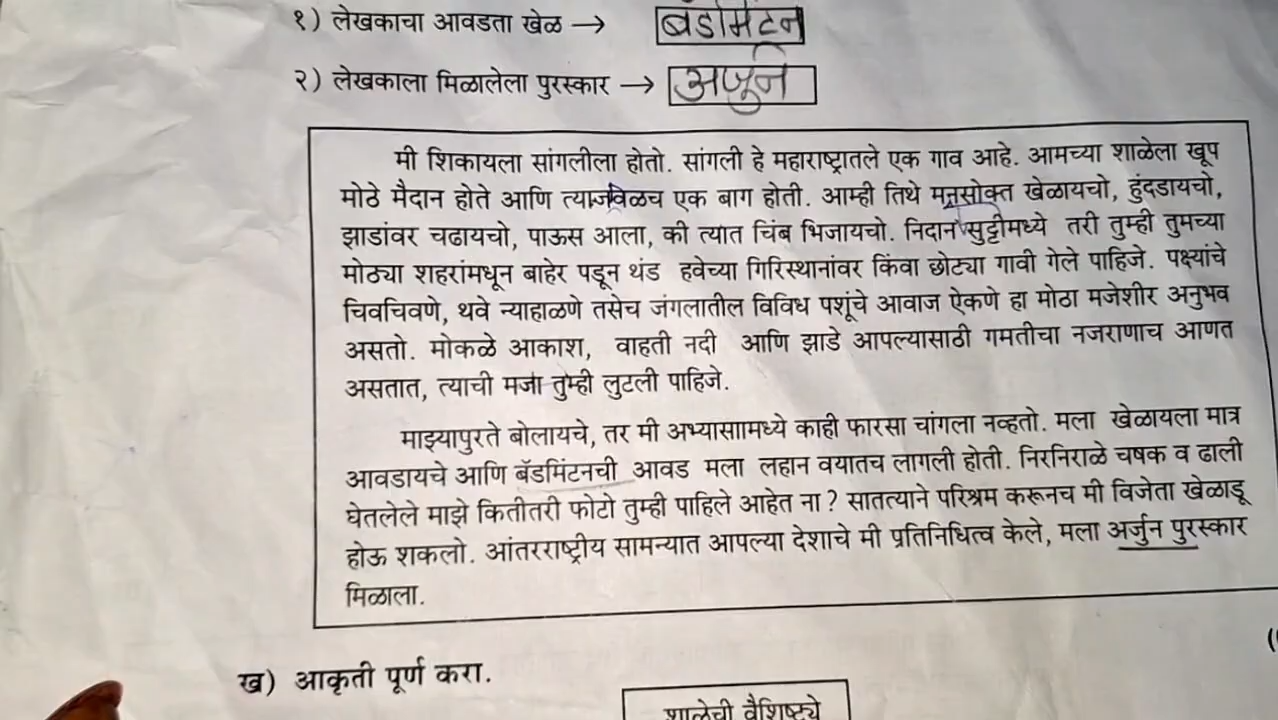 १) लेखकाचा आवडता खेळ → बॅडमिंटन
२) लेखकाला मिळालेला पुरस्कार → अर्जुन
मी शिकायला सांगलीला होतो. सांगली हे महाराष्ट्रातले एक गाव आहे. आमच्या शाळेला खूप
मोठे मैदान होते आणि त्याजवळच एक बाग होती. आम्ही तिथे मनसोक्त खेळायचो, हुंदडायचो,
झाडांवर चढायचो, पाऊस आला, की त्यात चिंब भिजायचो. निदान सुट्टीमध्ये तरी तुम्ही तुमच्या
मोठ्या शहरांमधून बाहेर पडून थंड हवेच्या गिरिस्थानांवर किंवा छोट्या गावी गेले पाहिजे. पक्ष्यांचे
चिवचिवणे, थवे न्याहाळणे तसेच जंगलातील विविध पशूंचे आवाज ऐकणे हा मोठा मजेशीर अनुभव
असतो. मोकळे आकाश, वाहती नदी आणि झाडे आपल्यासाठी गमतीचा नजराणाच आणत
असतात, त्याची मजा तुम्ही लुटली पाहिजे.
माझ्यापुरते बोलायचे, तर मी अभ्यासाामध्ये काही फारसा चांगला नव्हतो. मला खेळायला मात्र
आवडायचे आणि बॅडमिंटनची आवड मला लहान वयातच लागली होती. निरनिराळे चषक व ढाली
घेतलेले माझे कितीतरी फोटो तुम्ही पाहिले आहेत ना? सातत्याने परिश्रम करूनच मी विजेता खेळाडू
होऊ शकलो. आंतरराष्ट्रीय सामन्यात आपल्या देशाचे मी प्रतिनिधित्व केले, मला अर्जुन पुरस्कार
मिळाला.
ख) आकृती पूर्ण करा.
शाळेची वैशिष्ट्ये